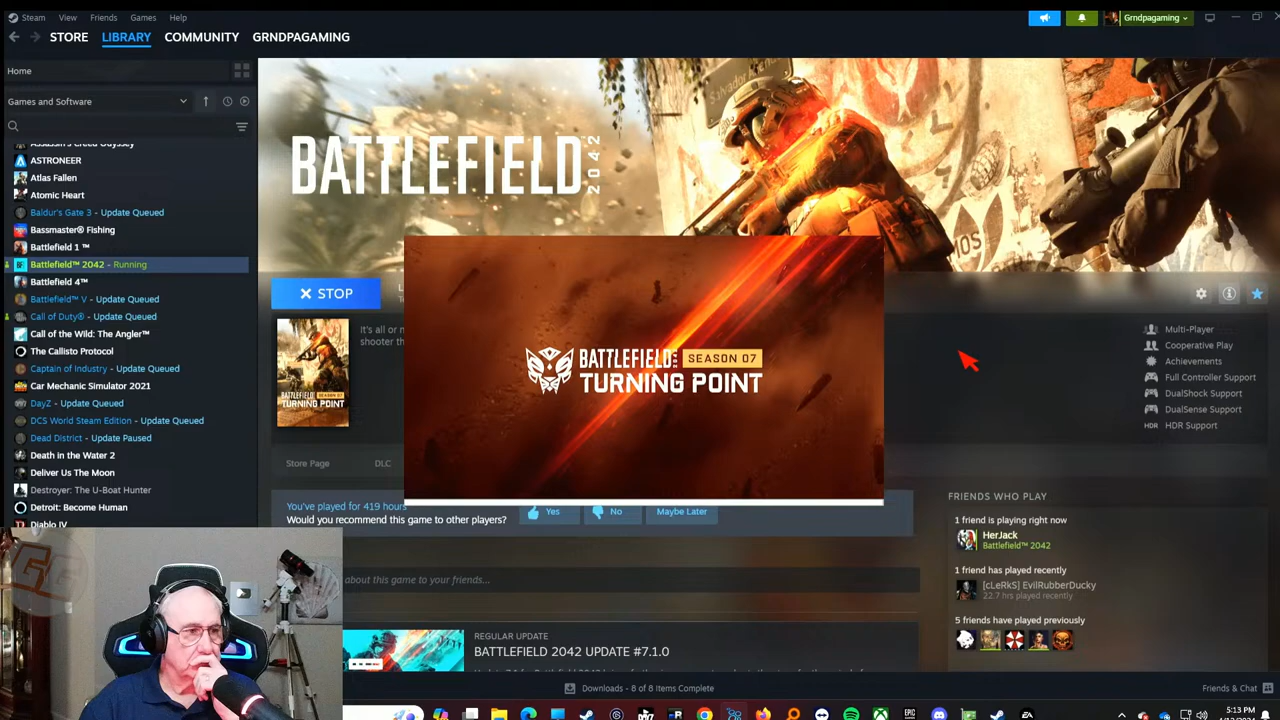 Steam View Friends Games Help
Grndpagaming
STORE LIBRARY COMMUNITY GRNDPAGAMING
Home
Games and Software
Assassin's Creed Odyssey
ASTRONEER
Atlas Fallen
Atomic Heart
Baldur's Gate 3 - Update Queued
Bassmaster® Fishing
Battlefield 1 ™
Battlefield™ 2042 - Running
Battlefield 4™
Battlefield™ V - Update Queued
Call of Duty® - Update Queued
Call of the Wild: The Angler™
The Callisto Protocol
Captain of Industry - Update Queued
Car Mechanic Simulator 2021
DayZ - Update Queued
DCS World Steam Edition - Update Queued
Dead District - Update Paused
Death in the Water 2
Deliver Us The Moon
Destroyer: The U-Boat Hunter
Detroit: Become Human
Diablo IV
BATTLEFIELD 2042
STOP
It's all or
shooter
BATTLEFIELD SEASON 07
TURNING POINT
BATTLEFIELD 2042 SEASON 07
TURNING POINT
Multi-Player
Cooperative Play
Achievements
Full Controller Support
DualShock Support
DualSense Support
HDR HDR Support
Store Page DLC
You've played for 419 hours
Would you recommend this game to other players?
Yes No Maybe Later
about this game to your friends...
REGULAR UPDATE
BATTLEFIELD 2042 UPDATE #7.1.0
FRIENDS WHO PLAY
1 friend is playing right now
HerJack
Battlefield™ 2042
1 friend has played recently
[cLeRkS] EvilRubberDucky
22.7 hrs played recently
5 friends have played previously
Downloads - 8 of 8 Items Complete
Friends & Chat
EPIC
EA
5:13 PM